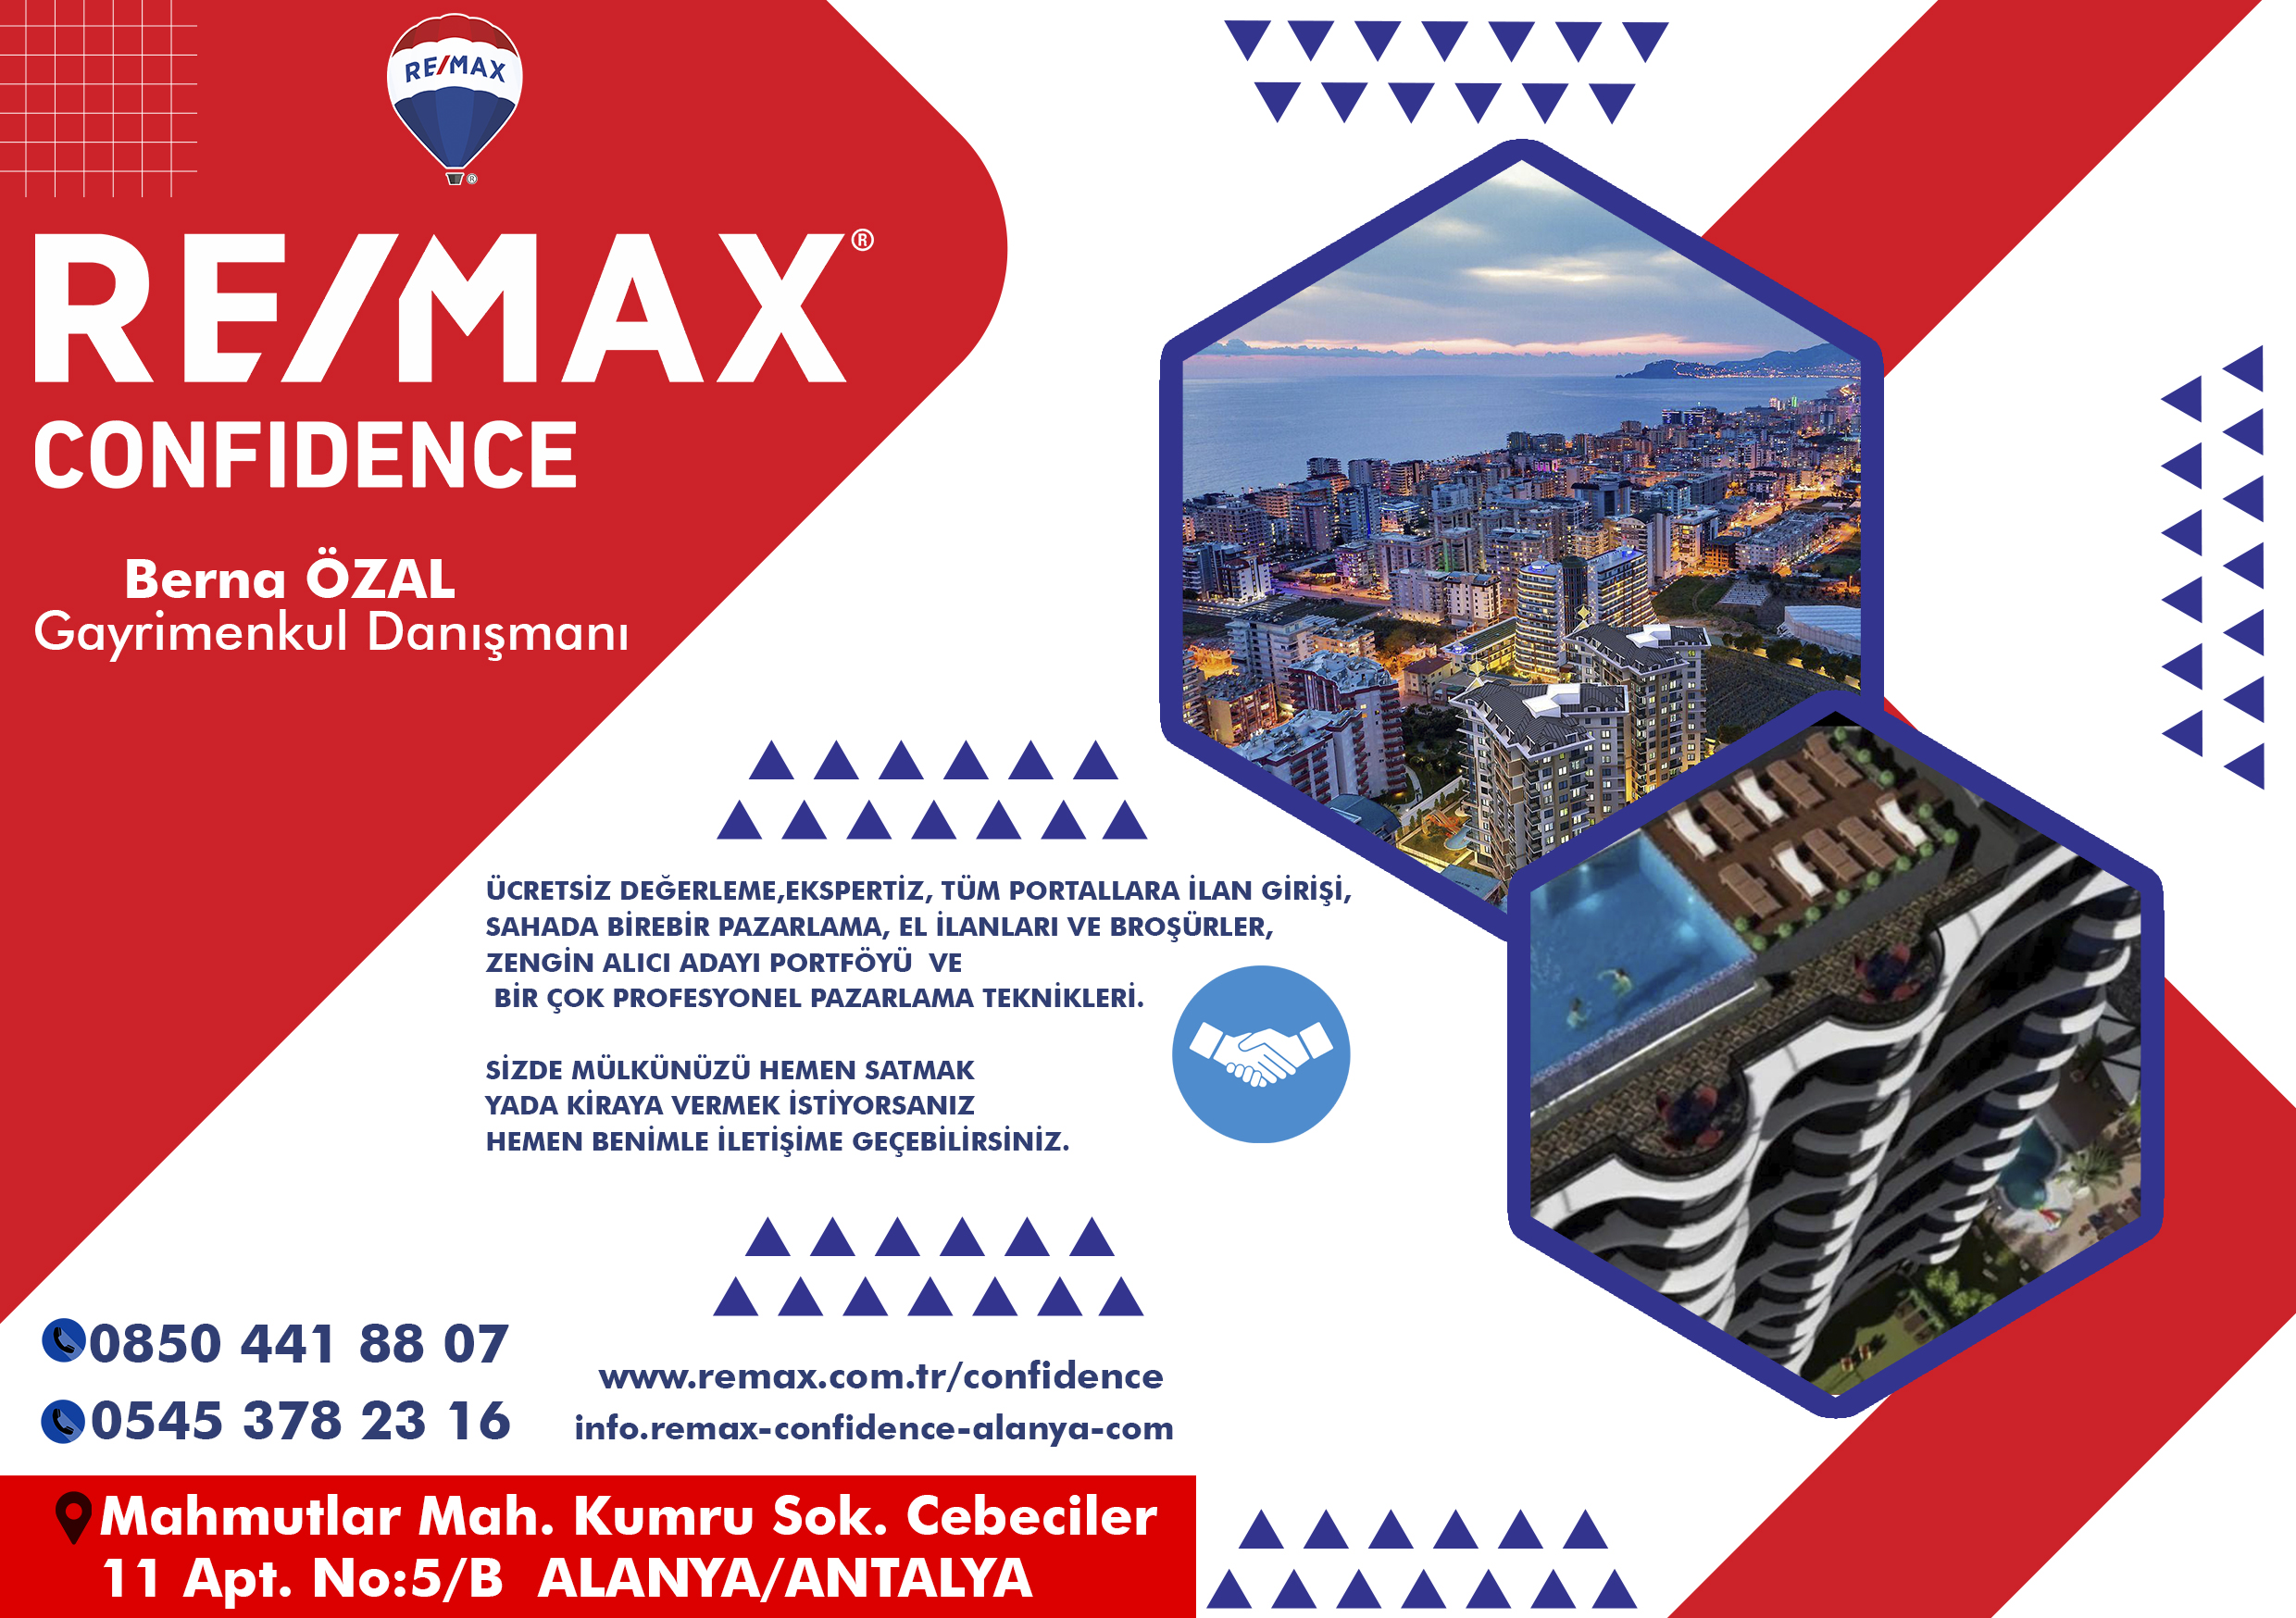 RE/MAX
®
RE/MAX®
CONFIDENCE
Berna ÖZAL
Gayrimenkul Danışmanı
ÜCRETSİZ DEĞERLEME,EKSPERTİZ, TÜM PORTALLARA İLAN GİRİŞİ,
SAHADA BİREBİR PAZARLAMA, EL İLANLARI VE BROŞÜRLER,
ZENGİN ALICI ADAYI PORTFÖYÜ  VE
BİR ÇOK PROFESYONEL PAZARLAMA TEKNİKLERİ.
SİZDE MÜLKÜNÜZÜ HEMEN SATMAK
YADA KİRAYA VERMEK İSTİYORSANIZ
HEMEN BENİMLE İLETİŞİME GEÇEBİLİRSİNİZ.
0850 441 88 07
0545 378 23 16
www.remax.com.tr/confidence
info.remax-confidence-alanya-com
Mahmutlar Mah. Kumru Sok. Cebeciler
11 Apt. No:5/B  ALANYA/ANTALYA